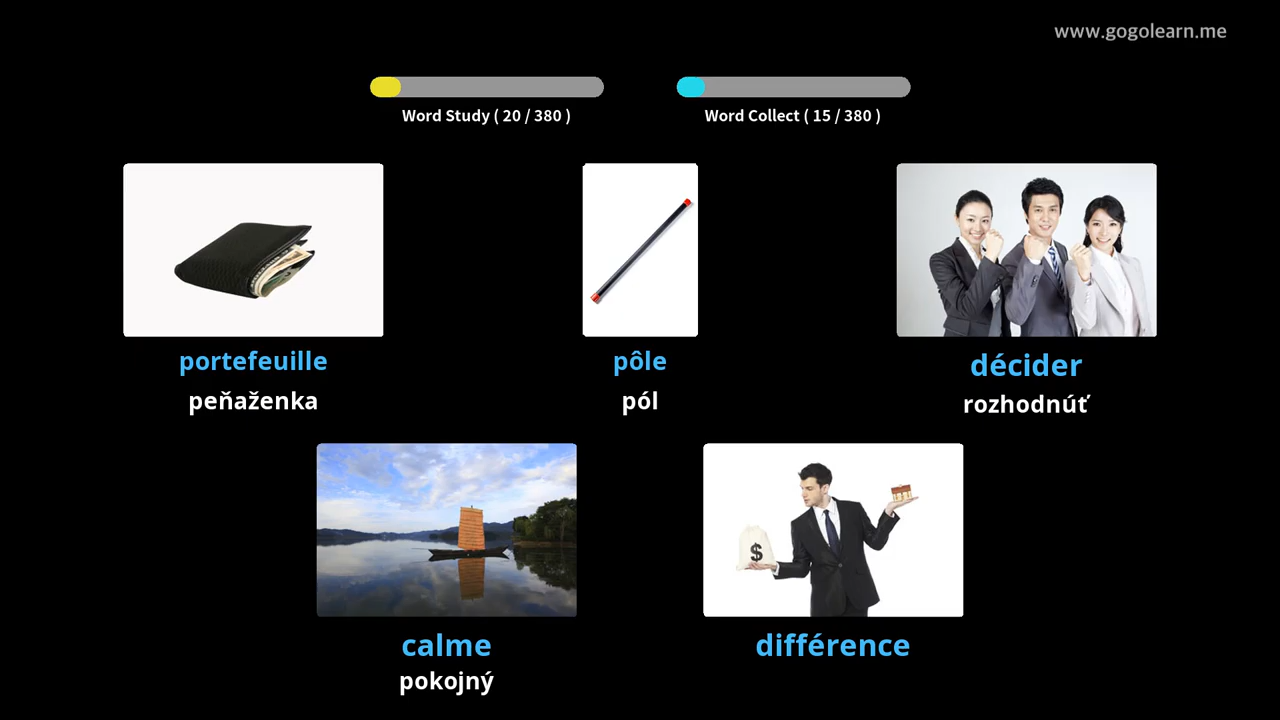 www.gogolearn.me
Word Study ( 20 / 380 )
Word Collect ( 15 / 380 )
portefeuille
peňaženka
pôle
pól
décider
rozhodnúť
$
calme
pokojný
différence